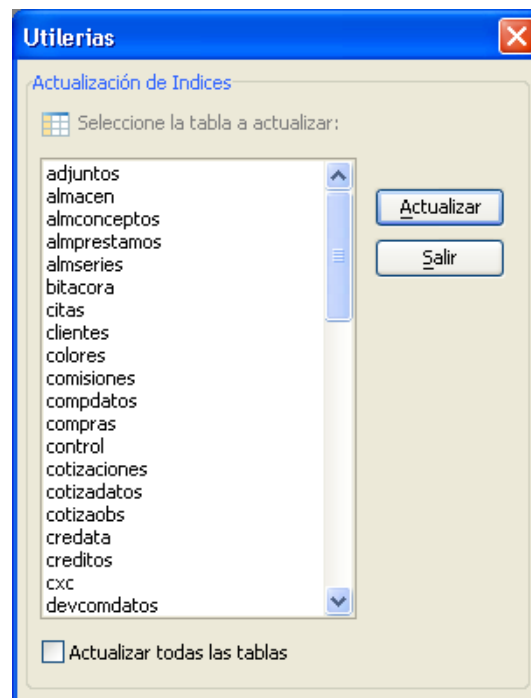 Utilerias
Actualización de Indices
Seleccione la tabla a actualizar:
adjuntos
almacen
almconceptos
almprestamos
almseries
bitacora
citas
clientes
colores
comisiones
compdatos
compras
control
cotizaciones
cotizadatos
cotizaobs
credata
creditos
cxc
devcomdatos
Actualizar
Salir
Actualizar todas las tablas